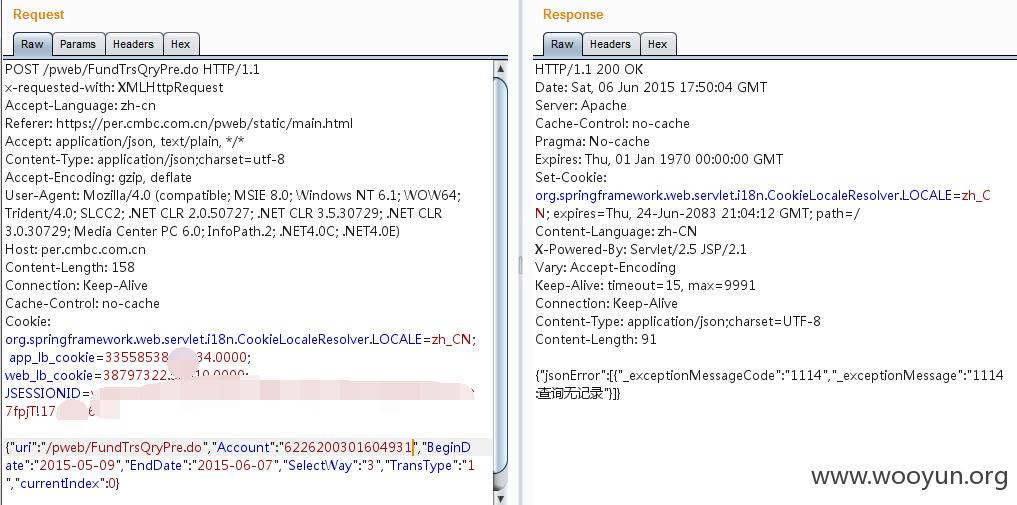 Request
Raw Params Headers Hex
POST /pweb/FundTrsQryPre.do HTTP/1.1
x-requested-with: XMLHttpRequest
Accept-Language: zh-cn
Referer: https://per.cmbc.com.cn/pweb/static/main.html
Accept: application/json, text/plain, */*
Content-Type: application/json;charset=utf-8
Accept-Encoding: gzip, deflate
User-Agent: Mozilla/4.0 (compatible; MSIE 8.0; Windows NT 6.1; WOW64;
Trident/4.0; SLCC2; .NET CLR 2.0.50727; .NET CLR 3.5.30729; .NET CLR
3.0.30729; Media Center PC 6.0; InfoPath.2; .NET4.0C; .NET4.0E)
Host: per.cmbc.com.cn
Content-Length: 158
Connection: Keep-Alive
Cache-Control: no-cache
Cookie:
org.springframework.web.servlet.i18n.CookieLocaleResolver.LOCALE=zh_CN;
app_lb_cookie=33558538 34.0000;
web_lb_cookie=38797322. 10.0000;
JSESSIONID=
7fpjT!17 6
{"uri":"/pweb/FundTrsQryPre.do","Account":"6226200301604931","BeginD
ate":"2015-05-09","EndDate":"2015-06-07","SelectWay":"3","TransType":"1
","currentIndex":0}
Response
Raw Headers Hex
HTTP/1.1 200 OK
Date: Sat, 06 Jun 2015 17:50:04 GMT
Server: Apache
Cache-Control: no-cache
Pragma: No-cache
Expires: Thu, 01 Jan 1970 00:00:00 GMT
Set-Cookie:
org.springframework.web.servlet.i18n.CookieLocaleResolver.LOCALE=zh_C
N; expires=Thu, 24-Jun-2083 21:04:12 GMT; path=/
Content-Language: zh-CN
X-Powered-By: Servlet/2.5 JSP/2.1
Vary: Accept-Encoding
Keep-Alive: timeout=15, max=9991
Connection: Keep-Alive
Content-Type: application/json;charset=UTF-8
Content-Length: 91
{"jsonError":[{"_exceptionMessageCode":"1114","_exceptionMessage":"1114
:查询无记录"}]}
www.wooyun.org